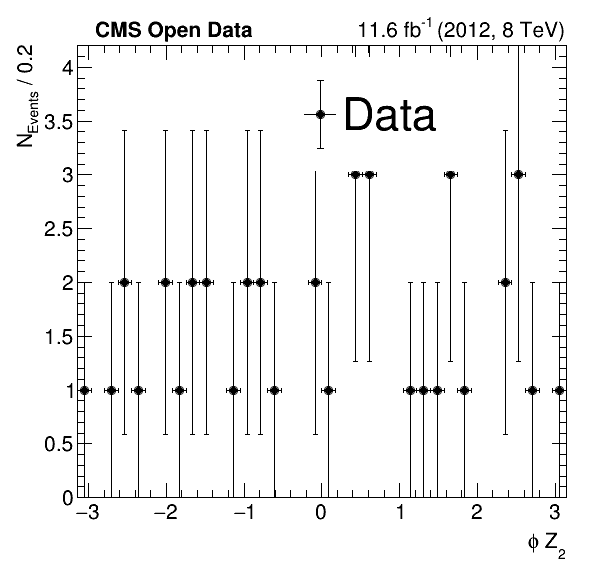 CMS Open Data 11.6 fb⁻¹ (2012, 8 TeV)
N_Events / 0.2
Data
4
3.5
3
2.5
2
1.5
1
0.5
0
−3 −2 −1 0 1 2 3
ϕ Z₂